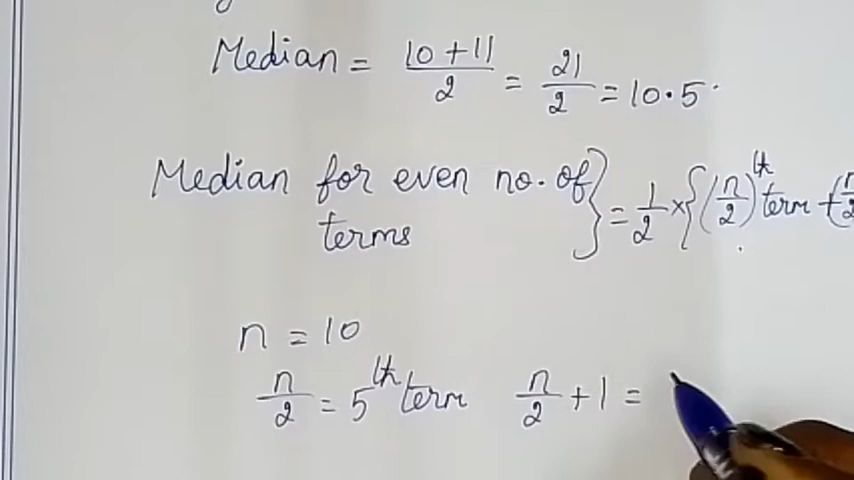 Median = 10 + 11 / 2 = 21 / 2 = 10.5
Median for even no. of terms } = 1/2 × { (n/2)th term + (n/2
n = 10
n/2 = 5th term n/2 + 1 =